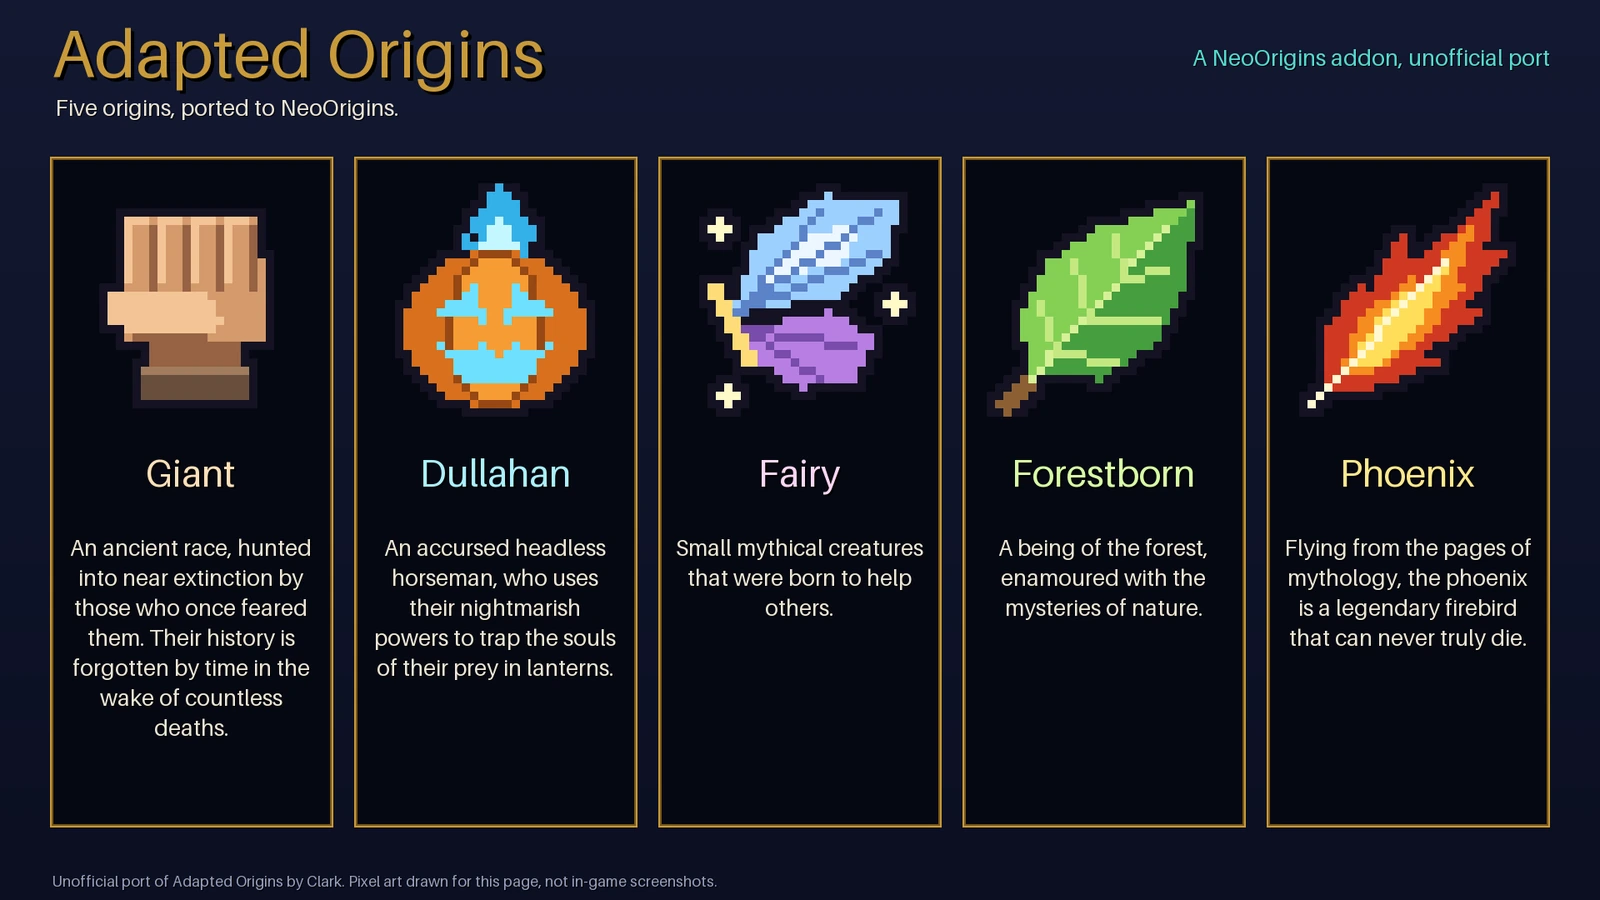 Adapted Origins
A NeoOrigins addon, unofficial port
Five origins, ported to NeoOrigins.
Giant
An ancient race, hunted
into near extinction by
those who once feared
them. Their history is
forgotten by time in the
wake of countless
deaths.
Dullahan
An accursed headless
horseman, who uses
their nightmarish
powers to trap the souls
of their prey in lanterns.
Fairy
Small mythical creatures
that were born to help
others.
Forestborn
A being of the forest,
enamoured with the
mysteries of nature.
Phoenix
Flying from the pages of
mythology, the phoenix
is a legendary firebird
that can never truly die.
Unofficial port of Adapted Origins by Clark. Pixel art drawn for this page, not in-game screenshots.